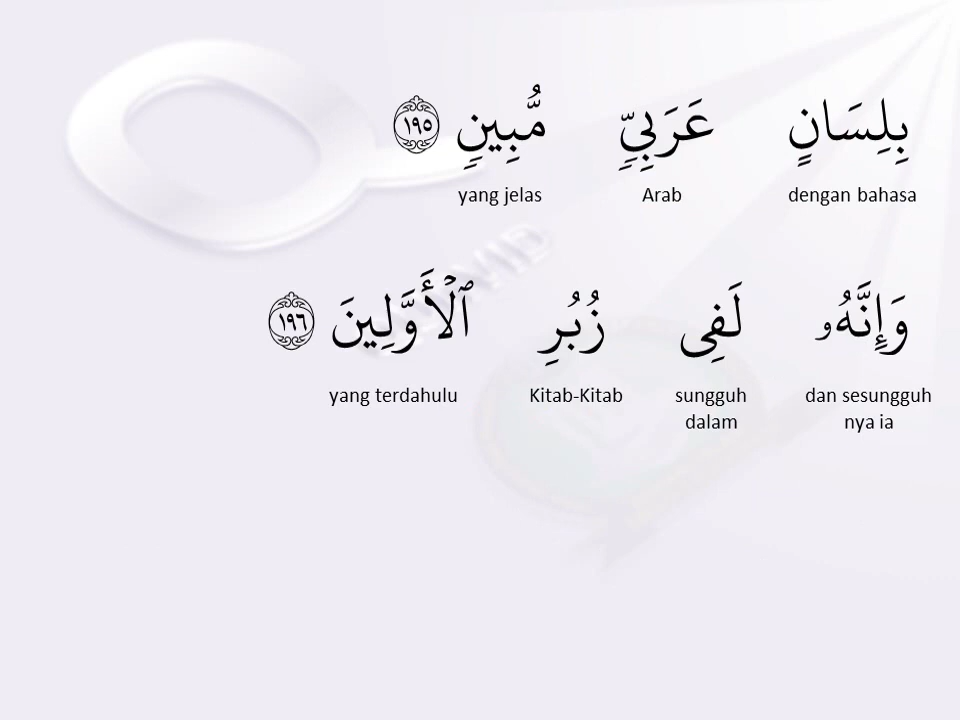 بِلِسَانٍ عَرَبِيّٖ مُّبِينٖ ١٩٥
dengan bahasa Arab yang jelas
وَإِنَّهُۥ لَفِى زُبُرِ ٱلۡأَوَّلِينَ ١٩٦
dan sesungguh sungguh Kitab-Kitab yang terdahulu
nya ia dalam